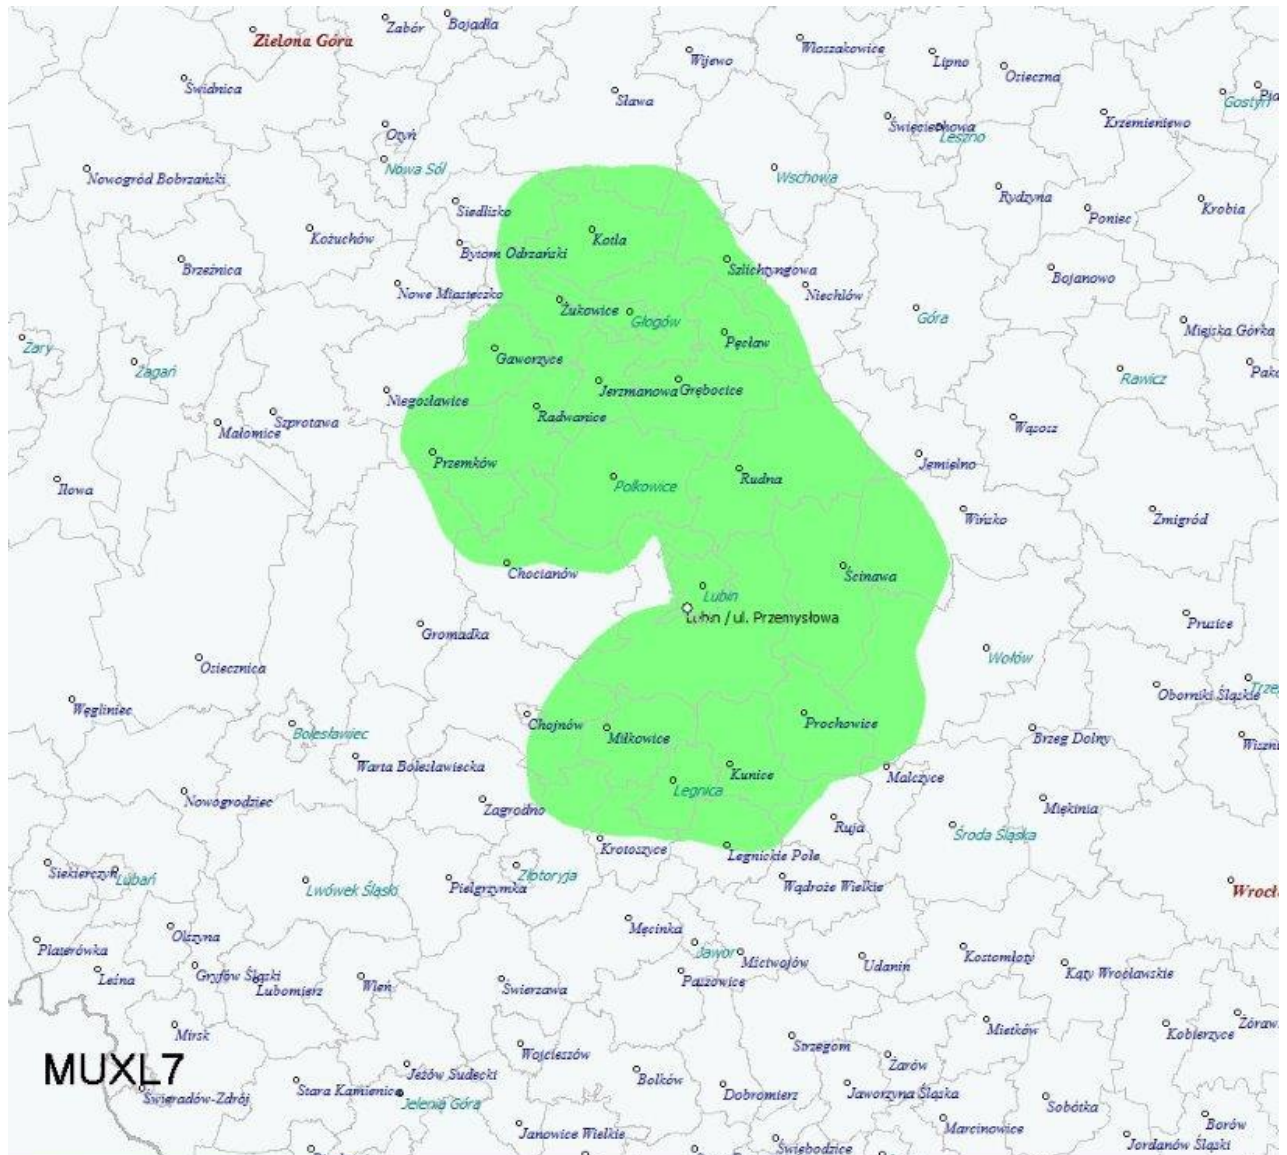 Zielona Góra
Zabór
Bojadła
Wijewo
Włoszakowice
Lipno
Osieczna
Świdnica
Sława
Gostyń
Otyń
Święciechowa
Leszno
Krzemieniewo
Nowogród Bobrzański
Nowa Sól
Wschowa
Rydzyna
Siedlisko
Poniec
Krobia
Kożuchów
Kotla
Bytom Odrzański
Brzeźnica
Szlichtyngowa
Bojanowo
Nowe Miasteczko
Niechlów
Żukowice
Głogów
Góra
Miejska Górka
Żary
Pęcław
Żagań
Gaworzyce
Rawicz
Pako
Niegosławice
Jerzmanowa
Grębocice
Radwanice
Szprotawa
Małomice
Wąsosz
Przemków
Jemielno
Iłowa
Polkowice
Rudna
Wińsko
Żmigród
Chocianów
Ścinawa
Lubin
Lubin / ul. Przemysłowa
Prusice
Gromadka
Osiecznica
Wołów
Oborniki Śląskie
Trzeb
Węgliniec
Bolesławiec
Chojnów
Miłkowice
Prochowice
Brzeg Dolny
Wiszni
Warta Bolesławiecka
Kunice
Malczyce
Legnica
Nowogrodziec
Zagrodno
Miękinia
Ruja
Środa Śląska
Krotoszyce
Legnickie Pole
Siekierczyn
Lubań
Lwówek Śląski
Pielgrzymka
Złotoryja
Wądroże Wielkie
Wrocł
Męcinka
Olszyna
Platerówka
Jawor
Mściwojów
Udanin
Kostomłoty
Leśna
Gryfów Śląski
Lubomierz
Wleń
Świerzawa
Paszowice
Kąty Wrocławskie
Mirsk
Mietków
Kobierzyce
Żóraw
Strzegom
Wojcieszów
MUXL7
Jeżów Sudecki
Żarów
Świeradów-Zdrój
Stara Kamienica
Jelenia Góra
Bolków
Dobromierz
Jaworzyna Śląska
Sobótka
Janowice Wielkie
Marcinowice
Borów
Świebodzice
Jordanów Śląski